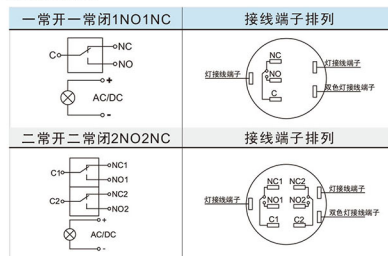 一常开一常闭1NO1NC
接线端子排列
C
NC
NO
+
AC/DC
-
NC
NO
C
灯接线端子
灯接线端子
双色灯接线端子
二常开二常闭2NO2NC
接线端子排列
C1
NC1
NO1
C2
NC2
NO2
+
AC/DC
-
NC1 NC2
NO1 NO2
C1 C2
灯接线端子
灯接线端子
双色灯接线端子